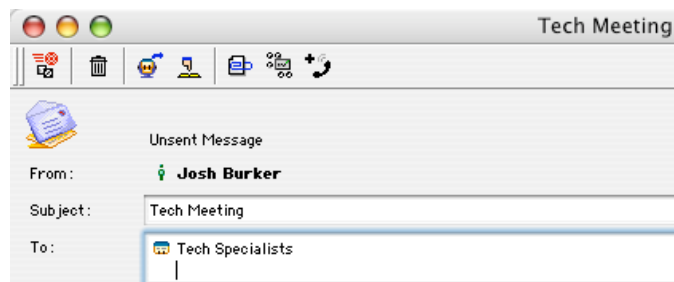 Tech Meeting
Unsent Message
From: Josh Burker
Subject: Tech Meeting
To: Tech Specialists